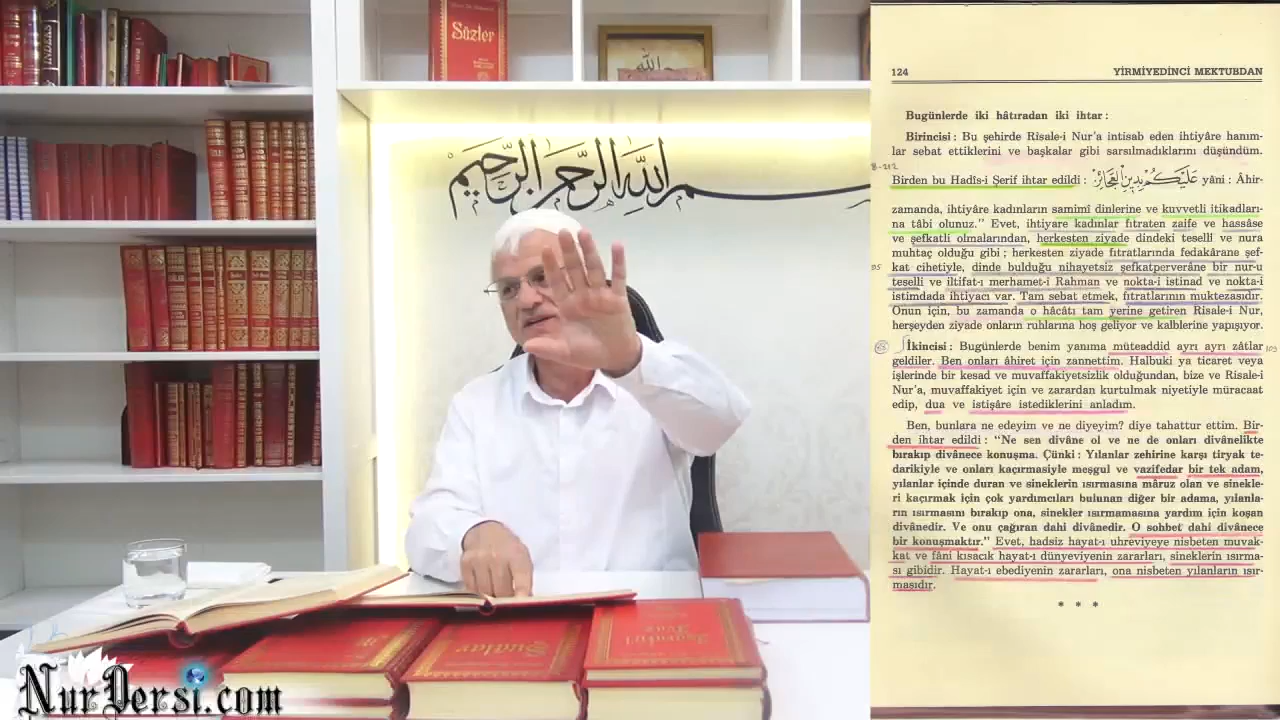 INDEKS
Sözler
الله
بسم الله الرحمن الرحيم
Şualar
NurDersi.com
124 YİRMİYEDİNCİ MEKTUBDAN
Bugünlerde iki hâtıradan iki ihtar :
Birincisi : Bu şehirde Risale-i Nur'a intisab eden ihtiyâre hanım-
lar sebat ettiklerini ve başkalar gibi sarsılmadıklarını düşündüm.
8-212
Birden bu Hadîs-i Şerif ihtar edildi : عَلَيْكُمْ بِدِينِ الْعَجَائِزِ yâni : Âhir-
zamanda, ihtiyâre kadınların samimî dinlerine ve kuvvetli itikadları-
na tâbi olunuz." Evet, ihtiyare kadınlar fıtraten zaife ve hassâse
ve şefkatli olmalarından, herkesten ziyade dindeki teselli ve nura
muhtaç olduğu gibi ; herkesten ziyade fıtratlarında fedakârane şef-
kat cihetiyle, dinde bulduğu nihayetsiz şefkatperverâne bir nur-u
teselli ve iltifat-ı merhamet-i Rahman ve nokta-i istinad ve nokta-i
istimdada ihtiyacı var. Tam sebat etmek, fıtratlarının muktezasıdır.
Onun için, bu zamanda o hâcâtı tam yerine getiren Risale-i Nur,
herşeyden ziyade onların ruhlarına hoş geliyor ve kalblerine yapışıyor.
İkincisi : Bugünlerde benim yanıma müteaddid ayrı ayrı zâtlar
geldiler. Ben onları âhiret için zannettim. Halbuki ya ticaret veya
işlerinde bir kesad ve muvaffakiyetsizlik olduğundan, bize ve Risale-i
Nur'a, muvaffakiyet için ve zarardan kurtulmak niyetiyle müracaat
edip, dua ve istişâre istediklerini anladım.
Ben, bunlara ne edeyim ve ne diyeyim? diye tahattur ettim. Bir-
den ihtar edildi : "Ne sen divâne ol ve ne de onları divânelikte
bırakıp divânece konuşma. Çünki : Yılanlar zehirine karşı tiryak te-
darikiyle ve onları kaçırmasiyle meşgul ve vazifedar bir tek adam,
yılanlar içinde duran ve sineklerin ısırmasına mâruz olan ve sinekle-
ri kaçırmak için çok yardımcıları bulunan diğer bir adama, yılanla-
rın ısırmasını bırakıp ona, sinekler ısırmamasına yardım için koşan
divânedir. Ve onu çağıran dahi divânedir. O sohbet dahi divânece
bir konuşmaktır." Evet, hadsiz hayat-ı uhreviyeye nisbeten muvak-
kat ve fâni kısacık hayat-ı dünyeviyenin zararları, sineklerin ısırma-
sı gibidir. Hayat-ı ebediyenin zararları, ona nisbeten yılanların ısır-
masıdır.
* * *